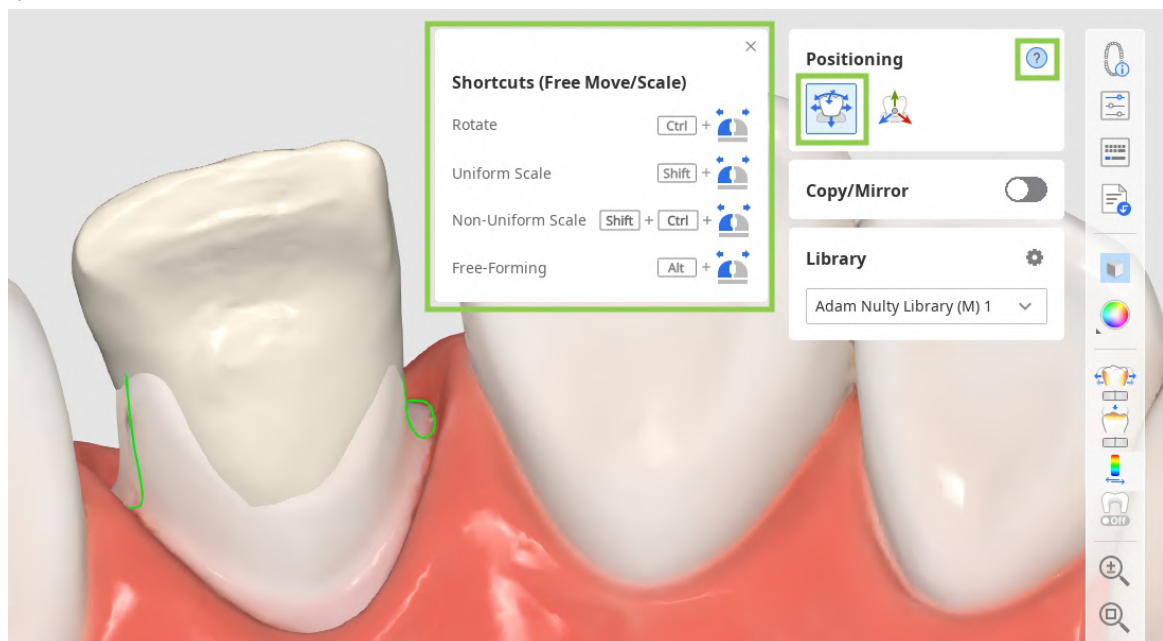 Shortcuts (Free Move/Scale)
Rotate Ctrl +
Uniform Scale Shift +
Non-Uniform Scale Shift + Ctrl +
Free-Forming Alt +
Positioning ?
Copy/Mirror
Library
Adam Nulty Library (M) 1
Off